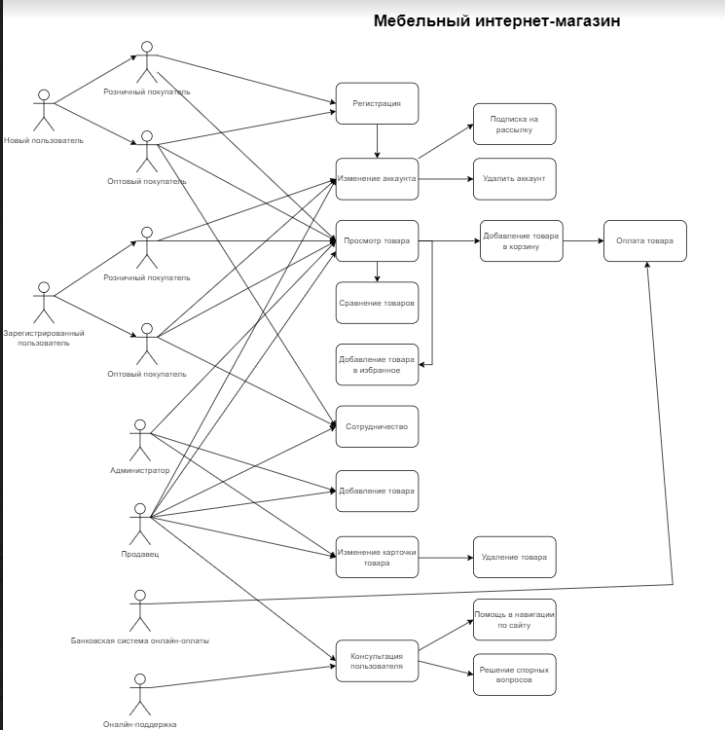 Мебельный интернет-магазин
Розничный покупатель
Регистрация
Подписка на
рассылку
Новый пользователь
Оптовый покупатель
Изменение аккаунта
Удалить аккаунт
Просмотр товара
Добавление товара
в корзину
Оплата товара
Розничный покупатель
Сравнение товаров
Зарегистрированный
пользователь
Оптовый покупатель
Добавление товара
в избранное
Сотрудничество
Администратор
Добавление товара
Продавец
Изменение карточки
товара
Удаление товара
Банковская система онлайн-оплаты
Помощь в навигации
по сайту
Консультация
пользователя
Решение спорных
вопросов
Оналйн-поддержка